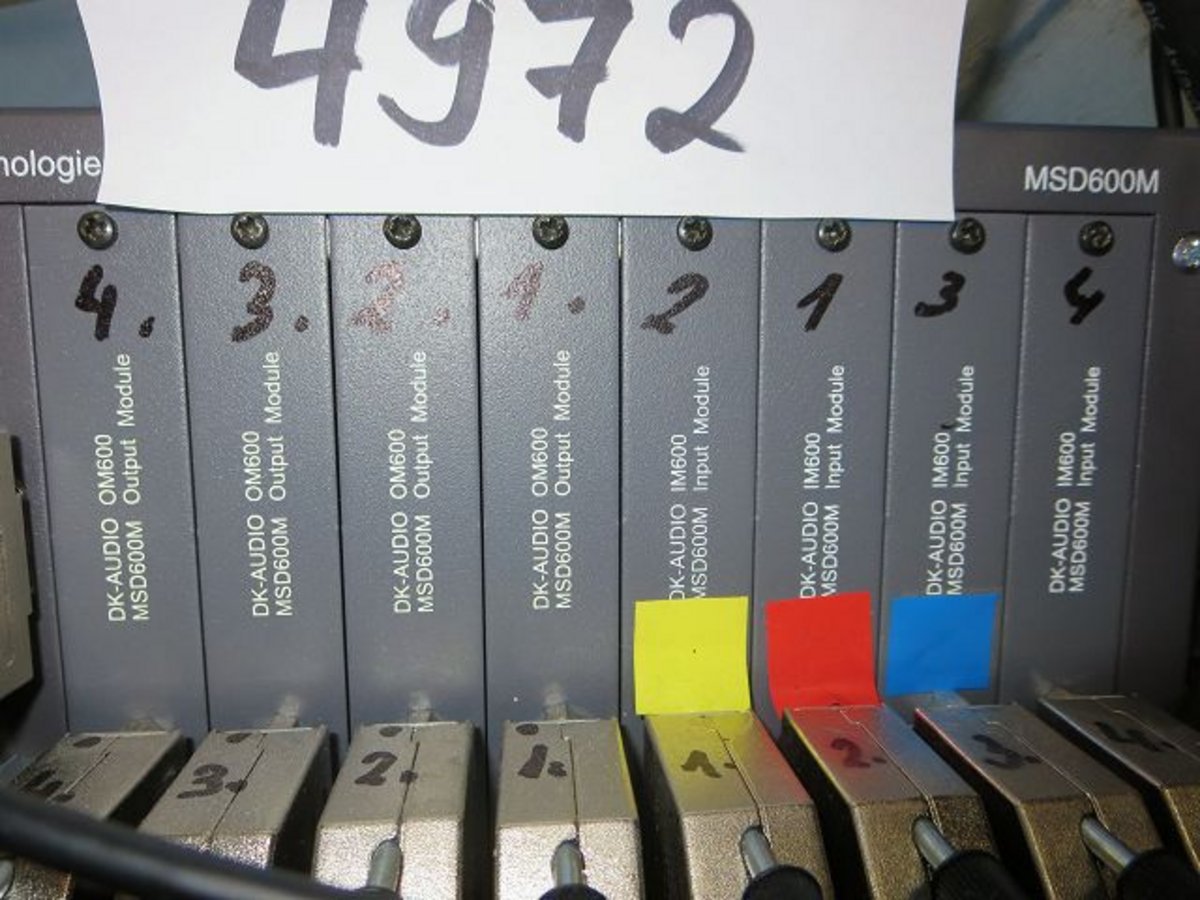 4972
nologie
MSD600M
4.
3.
2.
1.
2
1
3
4
DK-AUDIO OM600
MSD600M Output Module
DK-AUDIO OM600
MSD600M Output Module
DK-AUDIO OM600
MSD600M Output Module
DK-AUDIO OM600
MSD600M Output Module
DK-AUDIO IM600
MSD600M Input Module
DK-AUDIO IM600
MSD600M Input Module
DK-AUDIO IM600
MSD600M Input Module
DK-AUDIO IM600
MSD600M Input Module
4.
3.
2.
1.
1.
2.
3.
4.